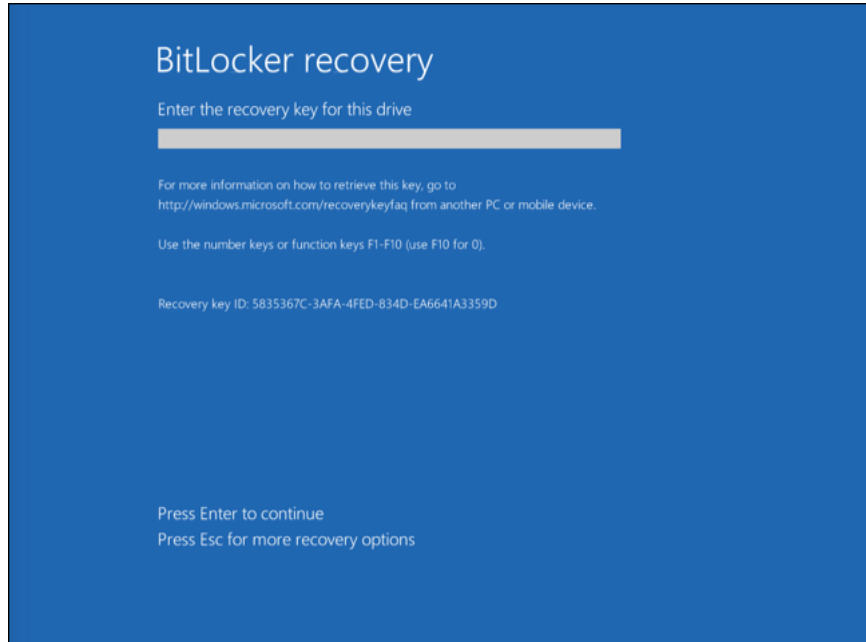 BitLocker recovery
Enter the recovery key for this drive
For more information on how to retrieve this key, go to
http://windows.microsoft.com/recoverykeyfaq from another PC or mobile device.
Use the number keys or function keys F1-F10 (use F10 for 0).
Recovery key ID: 5835367C-3AFA-4FED-834D-EA6641A3359D
Press Enter to continue
Press Esc for more recovery options